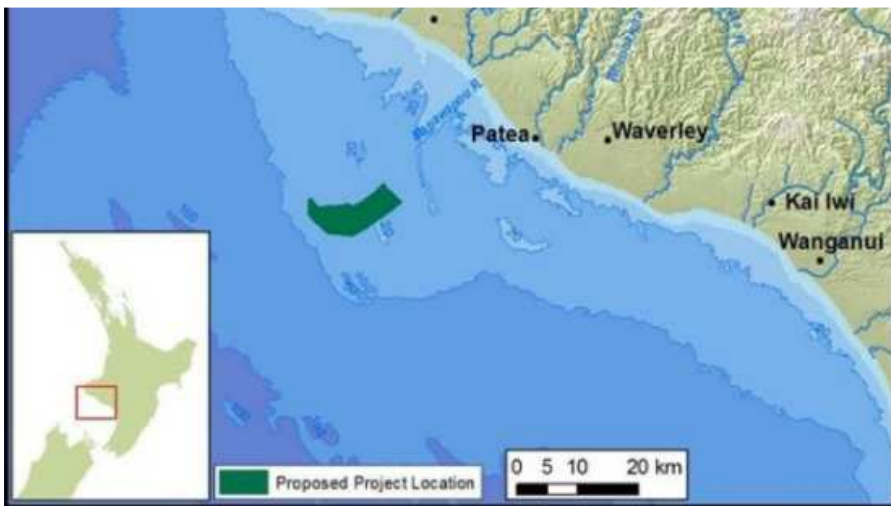 Patea
Waverley
Kai Iwi
Wanganui
Proposed Project Location
0 5 10 20 km